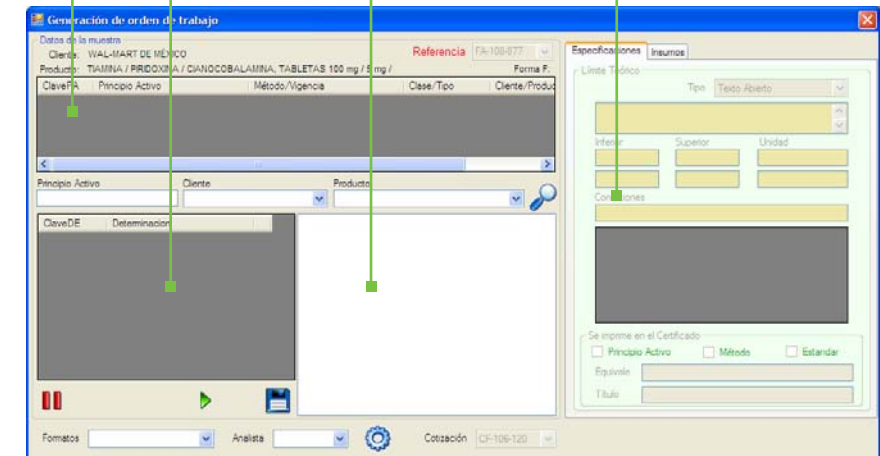 Generación de orden de trabajo
Datos de la muestra
Cliente: WAL-MART DE MÉXICO
Referencia FA-108-077
Producto: TIAMINA / PIRIDOXINA / CIANOCOBALAMINA, TABLETAS 100 mg / 5 mg / Forma F.
ClavePA Principio Activo Método/Vigencia Clase/Tipo Cliente/Produc
Principio Activo Cliente Producto
ClaveDE Determinacion
Formatos Analista Cotización CF-106-120
Especificaciones Insumos
Límite Teórico
Tipo Texto Abierto
Inferior Superior Unidad
Condiciones
Se imprime en el Certificado
Principio Activo Método Estandar
Equivale
Título